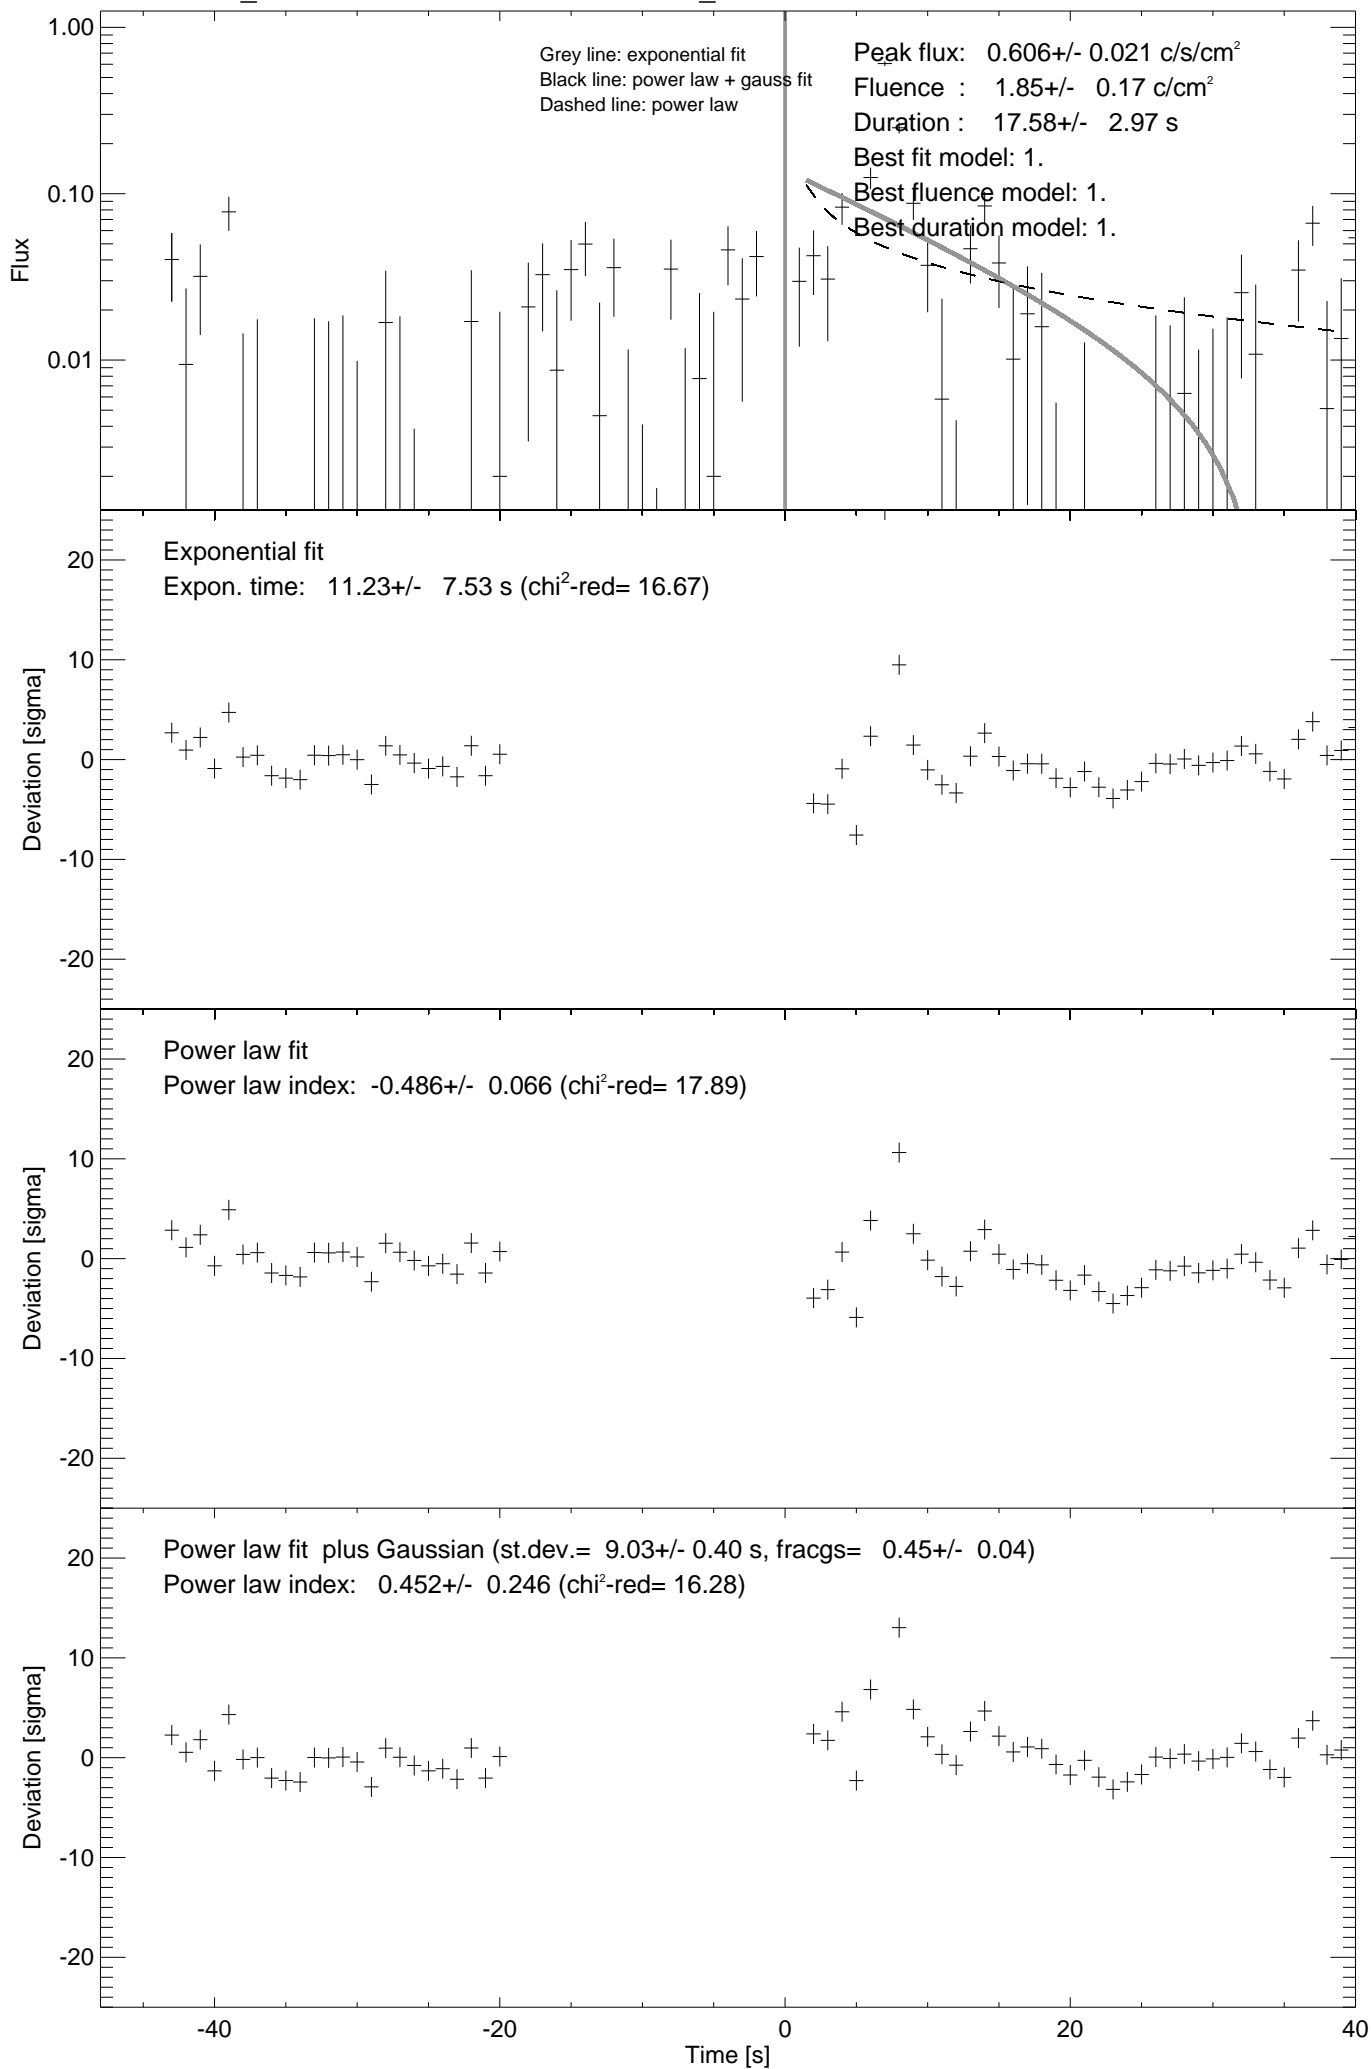 1.00
0.10
0.01
Flux
Grey line: exponential fit
Black line: power law + gauss fit
Dashed line: power law
Peak flux: 0.606+/- 0.021 c/s/cm²
Fluence : 1.85+/- 0.17 c/cm²
Duration : 17.58+/- 2.97 s
Best fit model: 1.
Best fluence model: 1.
Best duration model: 1.
Exponential fit
Expon. time: 11.23+/- 7.53 s (chi²-red= 16.67)
20
10
0
-10
-20
Deviation [sigma]
Power law fit
Power law index: -0.486+/- 0.066 (chi²-red= 17.89)
20
10
0
-10
-20
Deviation [sigma]
Power law fit plus Gaussian (st.dev.= 9.03+/- 0.40 s, fracgs= 0.45+/- 0.04)
Power law index: 0.452+/- 0.246 (chi²-red= 16.28)
20
10
0
-10
-20
Deviation [sigma]
-40 -20 0 20 40
Time [s]